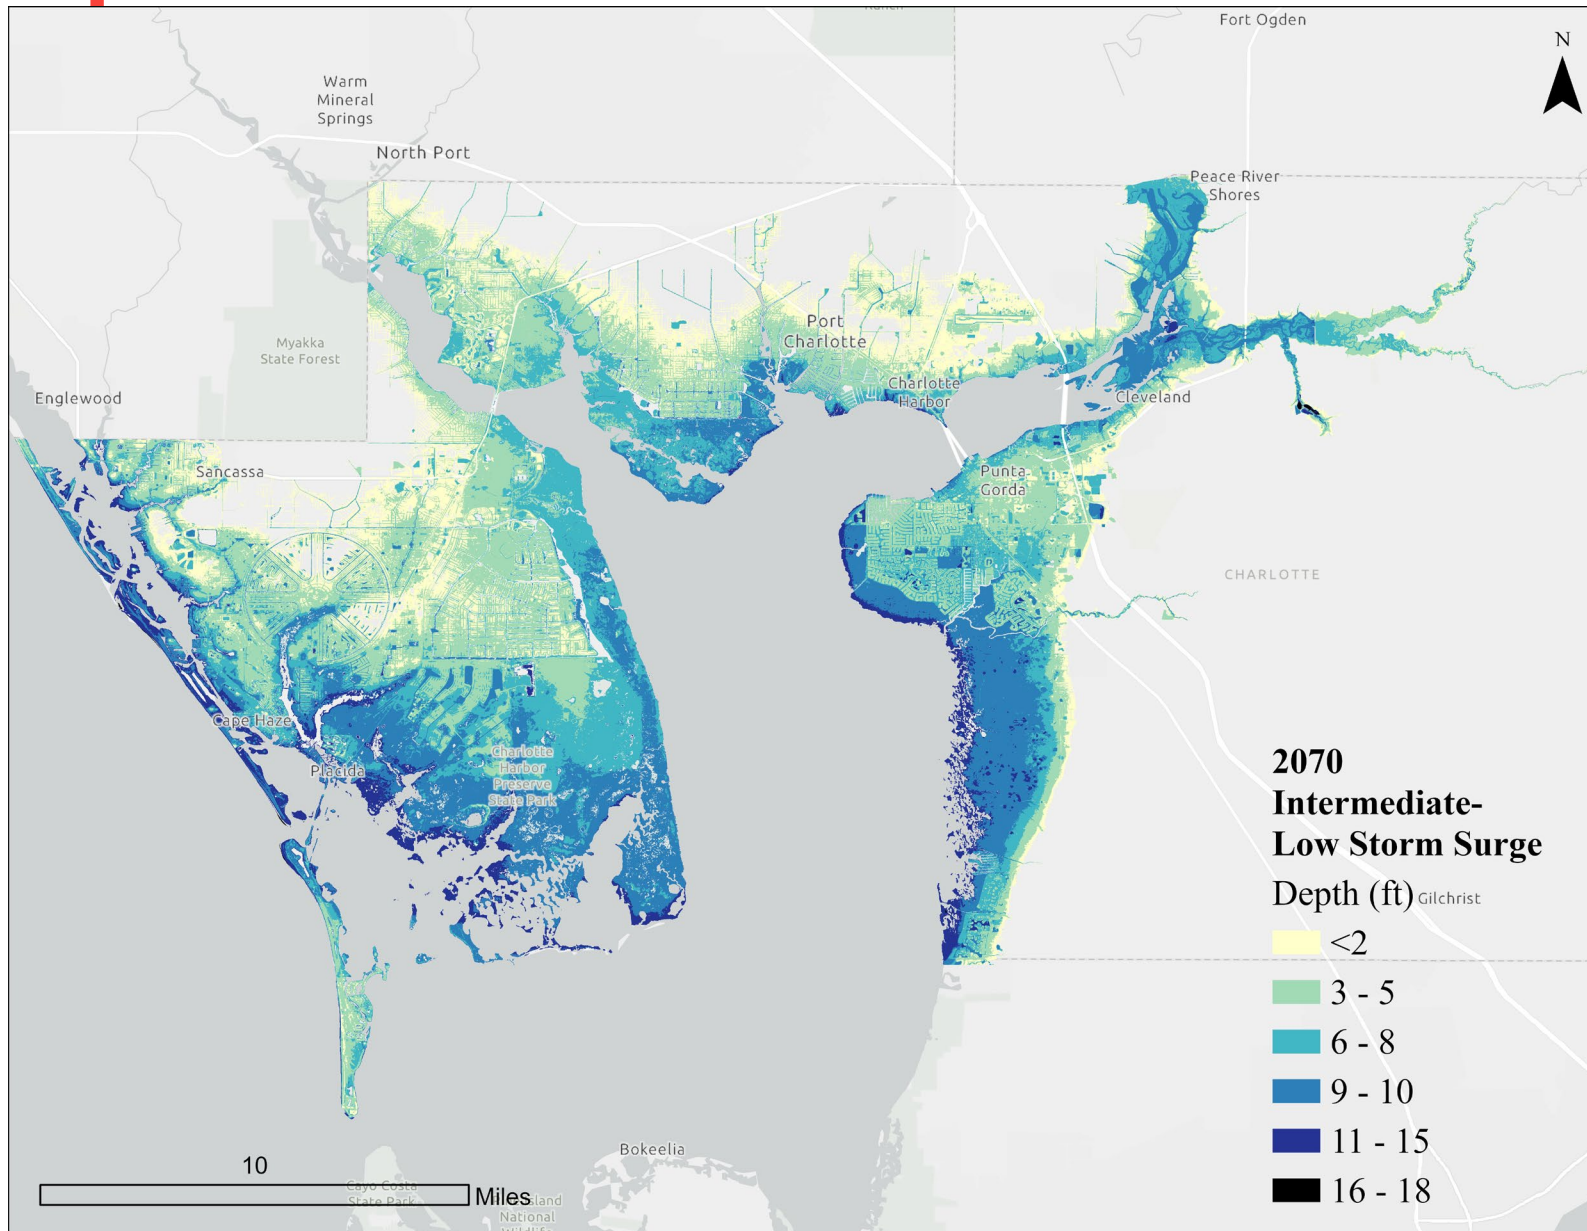 Fort Ogden
N
Warm
Mineral
Springs
North Port
Peace River
Shores
Port
Charlotte
Myakka
State Forest
Charlotte
Harbor
Cleveland
Englewood
Sancassa
Punta
Gorda
CHARLOTTE
Cape Haze
Placida
Charlotte
Harbor
Preserve
State Park
2070
Intermediate-
Low Storm Surge
Depth (ft)
Gilchrist
<2
3 - 5
6 - 8
9 - 10
11 - 15
16 - 18
Bokeelia
10
Miles
Cayo Costa
State Park
Island
National